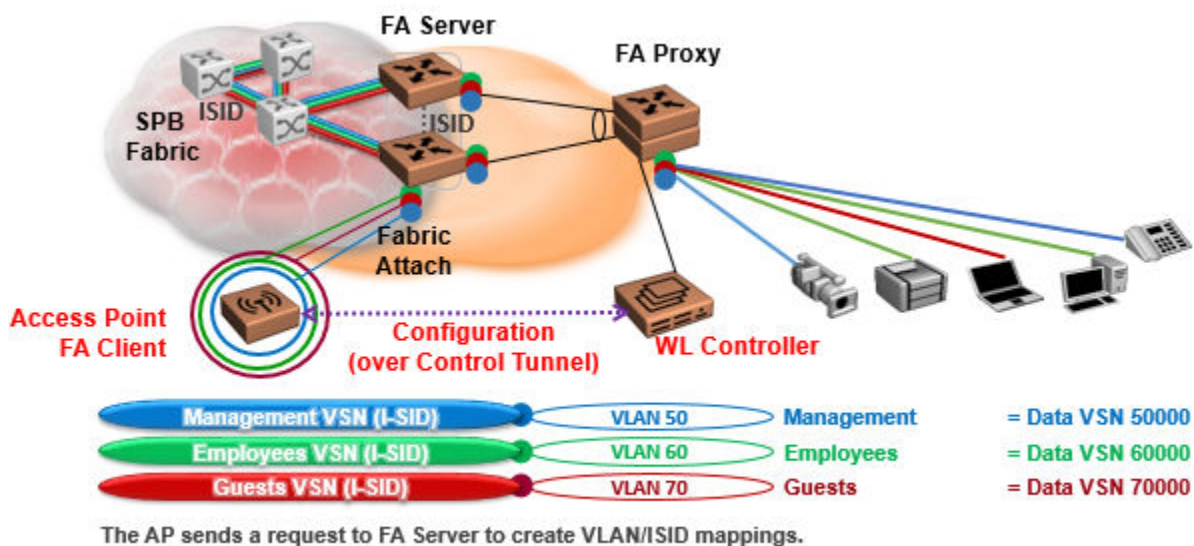 FA Server
FA Proxy
ISID
SPB
Fabric
ISID
Fabric
Attach
Access Point
FA Client
Configuration
(over Control Tunnel)
WL Controller
Management VSN (I-SID) VLAN 50 Management = Data VSN 50000
Employees VSN (I-SID) VLAN 60 Employees = Data VSN 60000
Guests VSN (I-SID) VLAN 70 Guests = Data VSN 70000
The AP sends a request to FA Server to create VLAN/ISID mappings.